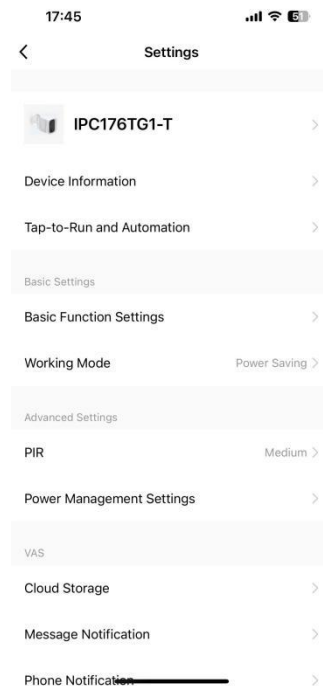 17:45
51
Settings
IPC176TG1-T
Device Information
Tap-to-Run and Automation
Basic Settings
Basic Function Settings
Working Mode Power Saving
Advanced Settings
PIR Medium
Power Management Settings
VAS
Cloud Storage
Message Notification
Phone Notification